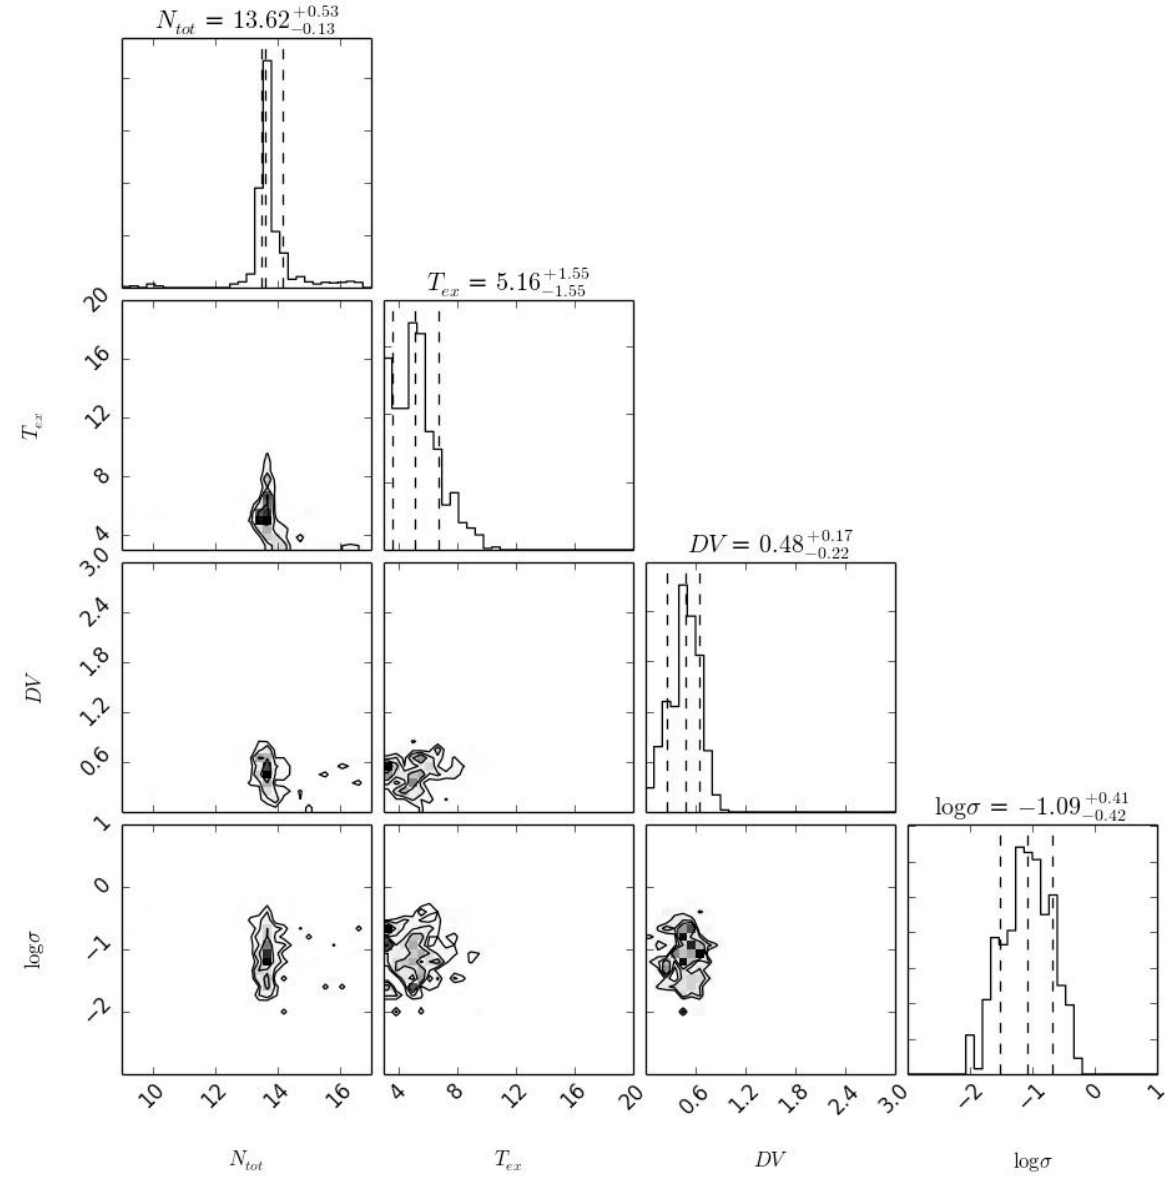 N_tot = 13.62 +0.53 −0.13
20
T_ex = 5.16 +1.55 −1.55
16
12
T_ex
8
4
3.0
DV = 0.48 +0.17 −0.22
2.4
1.8
DV
1.2
0.6
1
logσ = −1.09 +0.41 −0.42
0
logσ
−1
−2
10 12 14 16 4 8 12 16 20 0.6 1.2 1.8 2.4 3.0 −2 −1 0 1
N_tot T_ex DV logσ